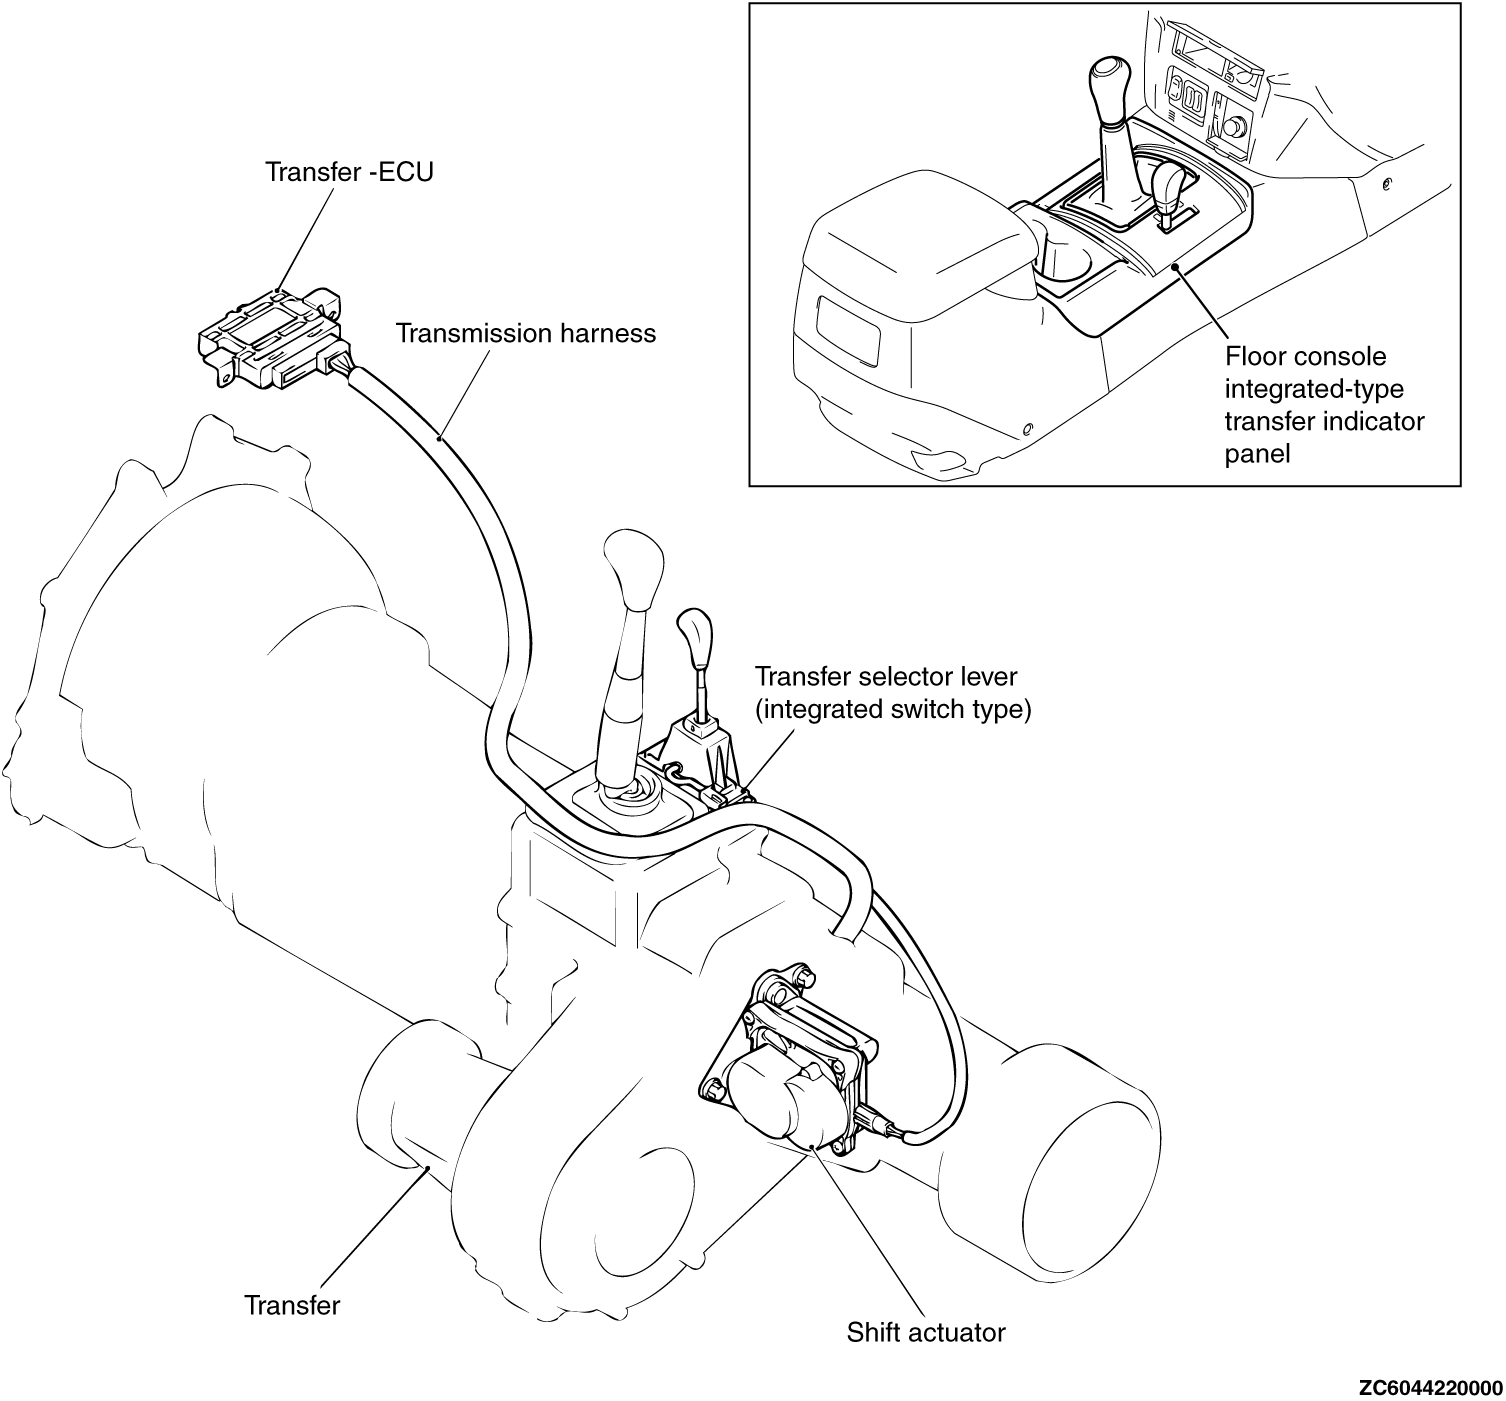 Transfer -ECU
Transmission harness
Floor console
integrated-type
transfer indicator
panel
Transfer selector lever
(integrated switch type)
Transfer
Shift actuator
ZC6044220000